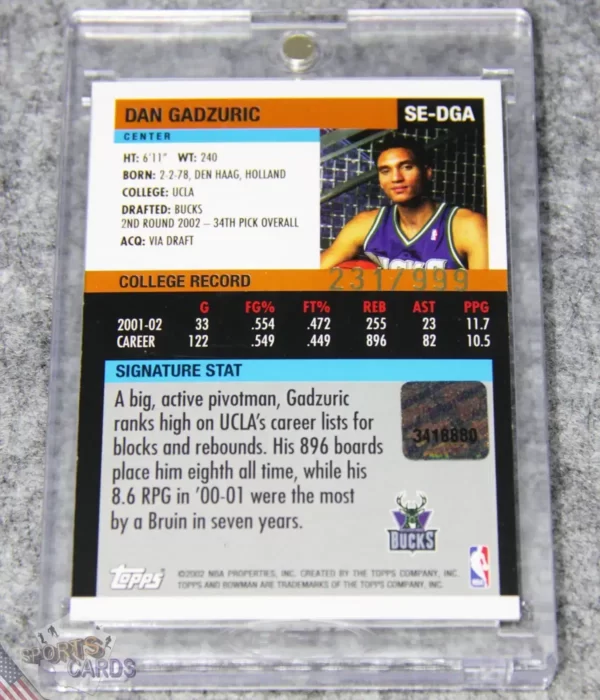 DAN GADZURIC SE-DGA
CENTER
HT: 6'11" WT: 240
BORN: 2-2-78, DEN HAAG, HOLLAND
COLLEGE: UCLA
DRAFTED: BUCKS
2ND ROUND 2002 – 34TH PICK OVERALL
ACQ: VIA DRAFT
COLLEGE RECORD 231/999
G FG% FT% REB AST PPG
2001-02 33 .554 .472 255 23 11.7
CAREER 122 .549 .449 896 82 10.5
SIGNATURE STAT
A big, active pivotman, Gadzuric
ranks high on UCLA's career lists for
blocks and rebounds. His 896 boards
place him eighth all time, while his
8.6 RPG in '00-01 were the most
by a Bruin in seven years.
3418880
BUCKS
Topps
©2002 NBA PROPERTIES, INC. CREATED BY THE TOPPS COMPANY, INC.
TOPPS AND BOWMAN ARE TRADEMARKS OF THE TOPPS COMPANY, INC.
SPORTS
CARDS